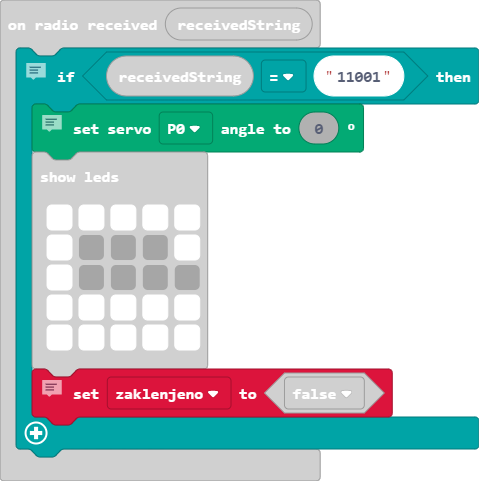 on radio received receivedString
if receivedString = "11001" then
set servo P0 angle to 0 °
show leds
set zaklenjeno to false